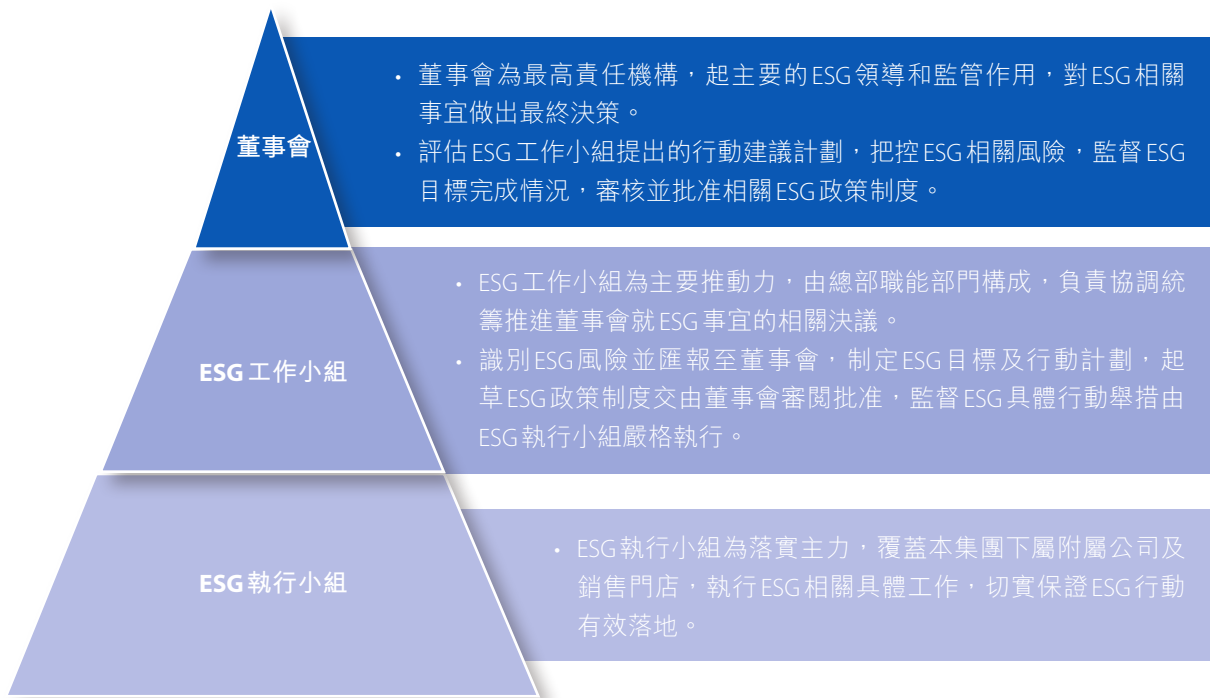 董事會
• 董事會為最高責任機構，起主要的ESG領導和監管作用，對ESG相關
事宜做出最終決策。
• 評估ESG工作小組提出的行動建議計劃，把控ESG相關風險，監督ESG
目標完成情況，審核並批准相關ESG政策制度。
ESG工作小組
• ESG工作小組為主要推動力，由總部職能部門構成，負責協調統
籌推進董事會就ESG事宜的相關決議。
• 識別ESG風險並匯報至董事會，制定ESG目標及行動計劃，起
草ESG政策制度交由董事會審閱批准，監督ESG具體行動舉措由
ESG執行小組嚴格執行。
ESG執行小組
• ESG執行小組為落實主力，覆蓋本集團下屬附屬公司及
銷售門店，執行ESG相關具體工作，切實保證ESG行動
有效落地。